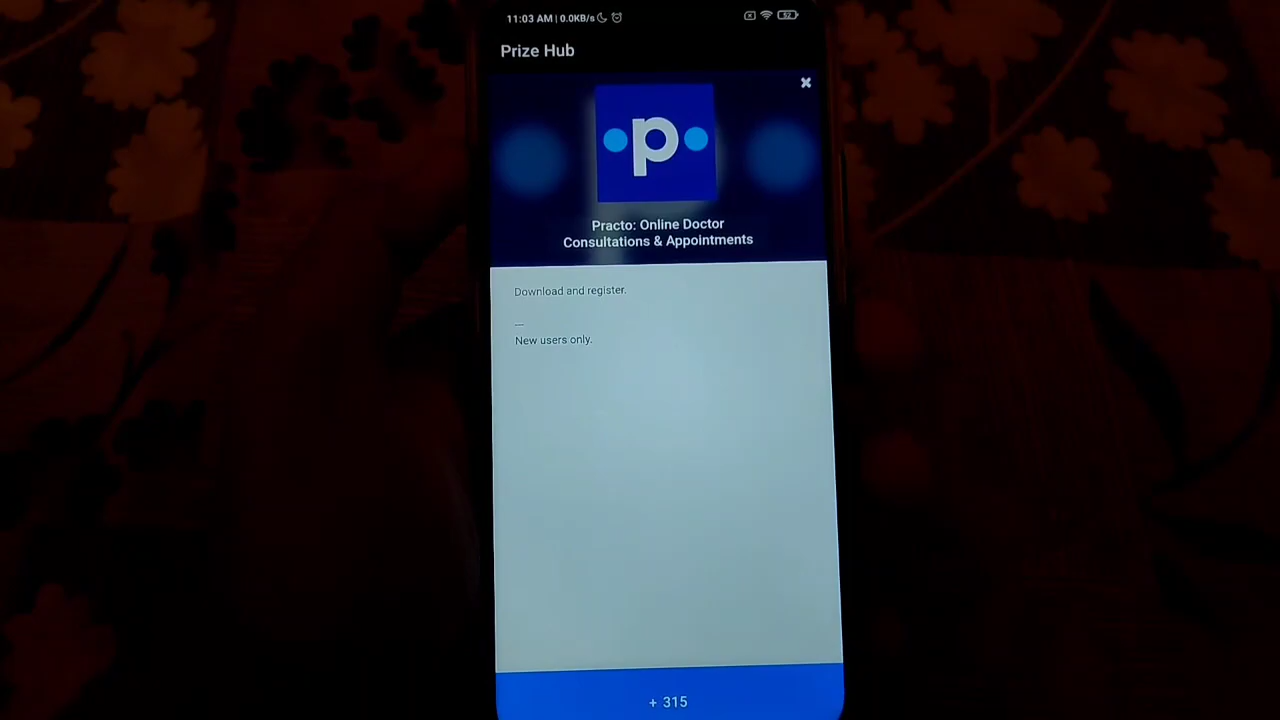 11:03 AM | 0.0KB/s
52
Prize Hub
p
Practo: Online Doctor
Consultations & Appointments
Download and register.
---
New users only.
+ 315